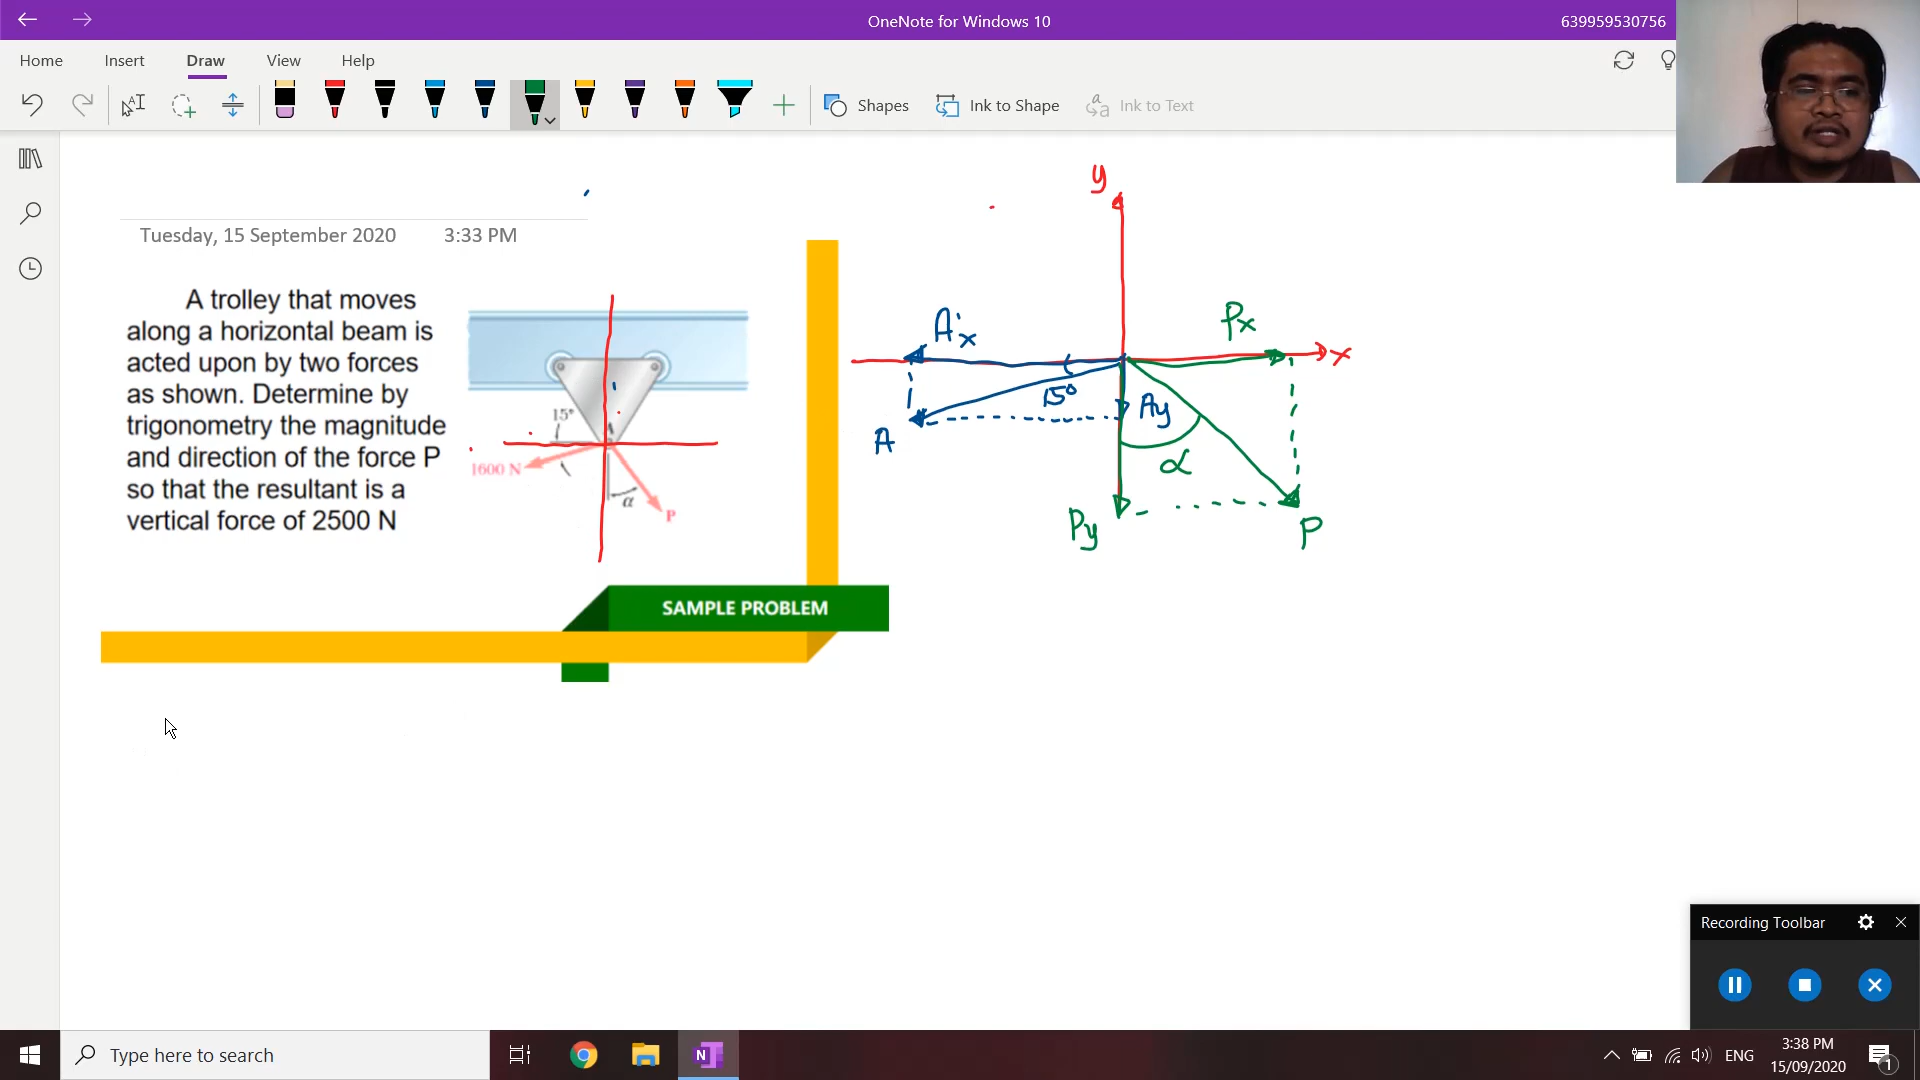 OneNote for Windows 10
639959530756
Home Insert Draw View Help
Shapes Ink to Shape Ink to Text
Tuesday, 15 September 2020 3:33 PM
A trolley that moves
along a horizontal beam is
acted upon by two forces
as shown. Determine by
trigonometry the magnitude
and direction of the force P
so that the resultant is a
vertical force of 2500 N
15°
1600 N
α
P
SAMPLE PROBLEM
y
Ax
Px
x
15°
Ay
A
α
Py
P
Recording Toolbar
Type here to search
N
ENG
3:38 PM
15/09/2020
1